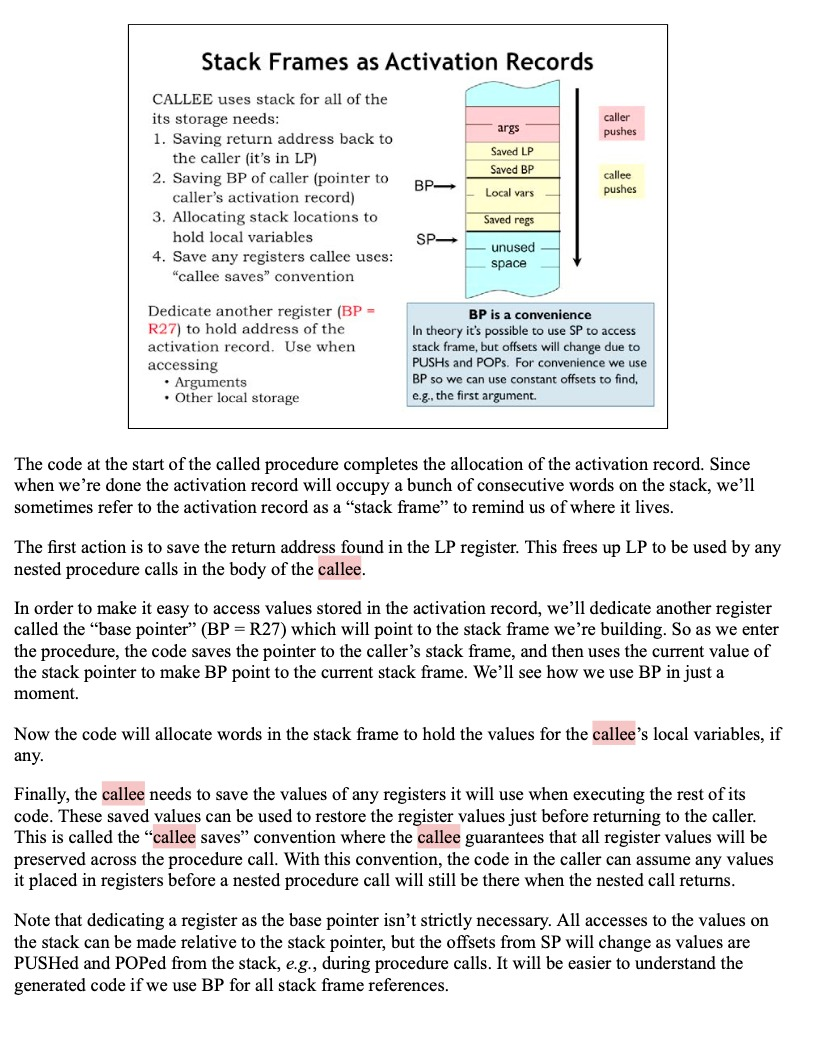 Stack Frames as Activation Records
CALLEE uses stack for all of the
its storage needs:
1. Saving return address back to
the caller (it's in LP)
2. Saving BP of caller (pointer to
caller's activation record)
3. Allocating stack locations to
hold local variables
4. Save any registers callee uses:
"callee saves" convention
Dedicate another register (BP =
R27) to hold address of the
activation record. Use when
accessing
• Arguments
• Other local storage
args
Saved LP
Saved BP
BP
Local vars
Saved regs
SP
unused
space
caller
pushes
callee
pushes
BP is a convenience
In theory it's possible to use SP to access
stack frame, but offsets will change due to
PUSHs and POPs. For convenience we use
BP so we can use constant offsets to find,
e.g., the first argument.
The code at the start of the called procedure completes the allocation of the activation record. Since
when we're done the activation record will occupy a bunch of consecutive words on the stack, we'll
sometimes refer to the activation record as a “stack frame” to remind us of where it lives.
The first action is to save the return address found in the LP register. This frees up LP to be used by any
nested procedure calls in the body of the callee.
In order to make it easy to access values stored in the activation record, we'll dedicate another register
called the “base pointer” (BP = R27) which will point to the stack frame we're building. So as we enter
the procedure, the code saves the pointer to the caller's stack frame, and then uses the current value of
the stack pointer to make BP point to the current stack frame. We'll see how we use BP in just a
moment.
Now the code will allocate words in the stack frame to hold the values for the callee's local variables, if
any.
Finally, the callee needs to save the values of any registers it will use when executing the rest of its
code. These saved values can be used to restore the register values just before returning to the caller.
This is called the “callee saves” convention where the callee guarantees that all register values will be
preserved across the procedure call. With this convention, the code in the caller can assume any values
it placed in registers before a nested procedure call will still be there when the nested call returns.
Note that dedicating a register as the base pointer isn't strictly necessary. All accesses to the values on
the stack can be made relative to the stack pointer, but the offsets from SP will change as values are
PUSHed and POPed from the stack, e.g., during procedure calls. It will be easier to understand the
generated code if we use BP for all stack frame references.